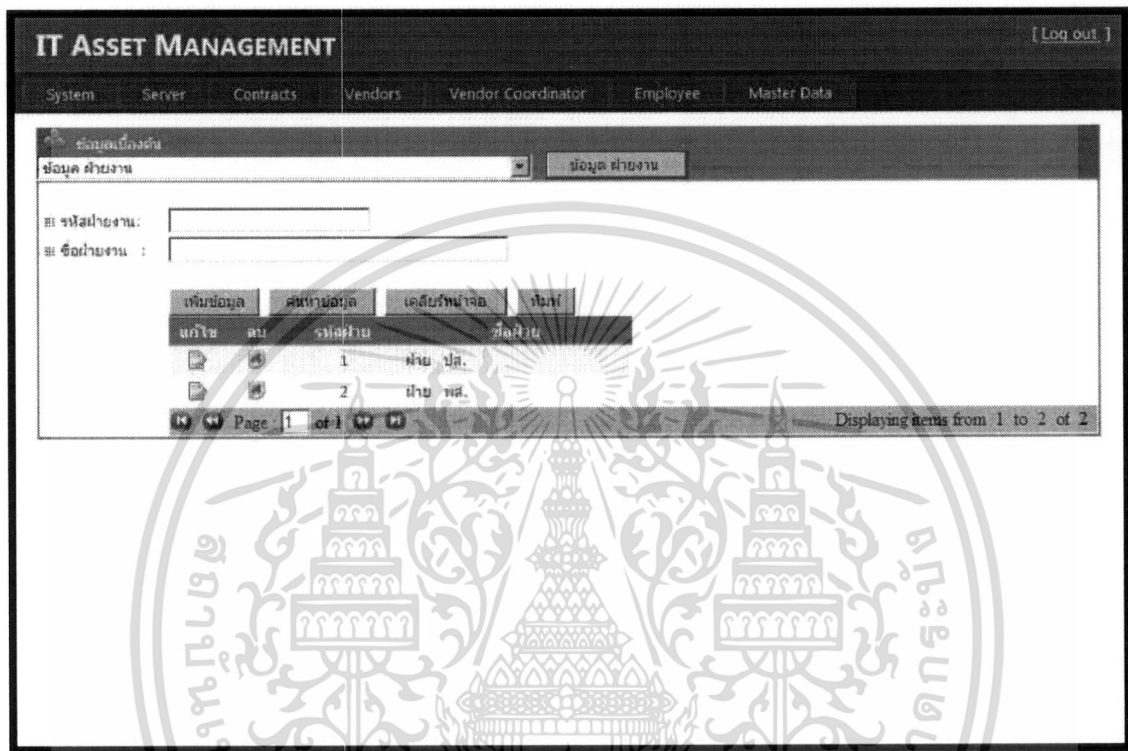 IT ASSET MANAGEMENT
[ Log out ]
System Server Contracts Vendors Vendor Coordinator Employee Master Data
ข้อมูลเบื้องต้น
ข้อมูล ฝ่ายงาน ข้อมูล ฝ่ายงาน
รหัสฝ่ายงาน:
ชื่อฝ่ายงาน :
เพิ่มข้อมูล ค้นหาข้อมูล เคลียร์หน้าจอ พิมพ์
แก้ไข ลบ รหัสฝ่าย ชื่อฝ่าย
1 ฝ่าย ปส.
2 ฝ่าย พส.
Page : 1 of 1 Displaying items from 1 to 2 of 2